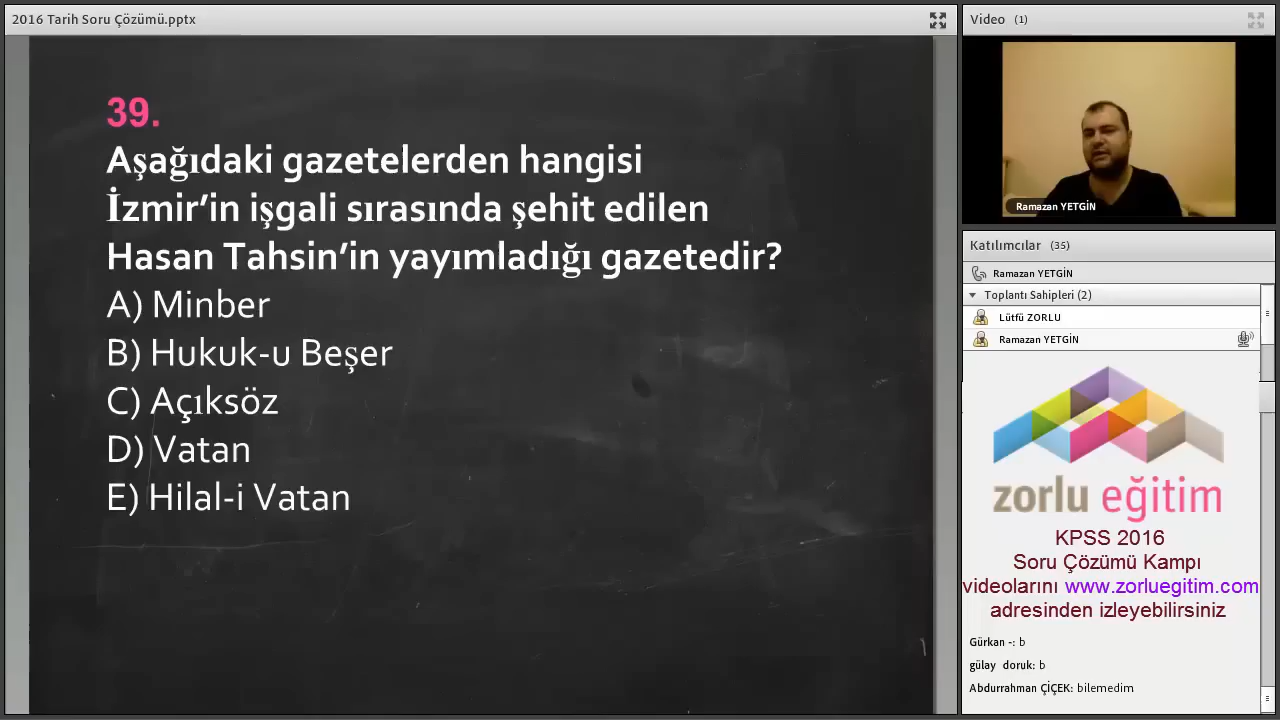 2016 Tarih Soru Çözümü.pptx
39.
Aşağıdaki gazetelerden hangisi
İzmir’in işgali sırasında şehit edilen
Hasan Tahsin’in yayımladığı gazetedir?
A) Minber
B) Hukuk-u Beşer
C) Açıksöz
D) Vatan
E) Hilal-i Vatan
Video (1)
Ramazan YETGİN
Katılımcılar (35)
Ramazan YETGİN
Toplantı Sahipleri (2)
Lütfü ZORLU
Ramazan YETGİN
zorlu eğitim
KPSS 2016
Soru Çözümü Kampı
videolarını www.zorluegitim.com
adresinden izleyebilirsiniz
Gürkan -: b
gülay doruk: b
Abdurrahman ÇİÇEK: bilemedim